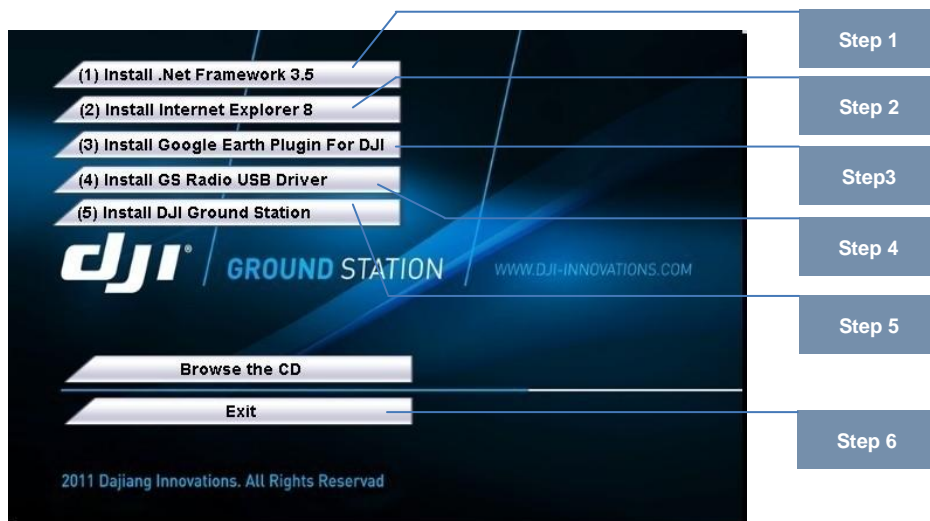 Step 1
(1) Install .Net Framework 3.5
Step 2
(2) Install Internet Explorer 8
(3) Install Google Earth Plugin For DJI
Step3
(4) Install GS Radio USB Driver
(5) Install DJI Ground Station
Step 4
dji® GROUND STATION WWW.DJI-INNOVATIONS.COM
Step 5
Browse the CD
Exit
Step 6
2011 Dajiang Innovations. All Rights Reservad